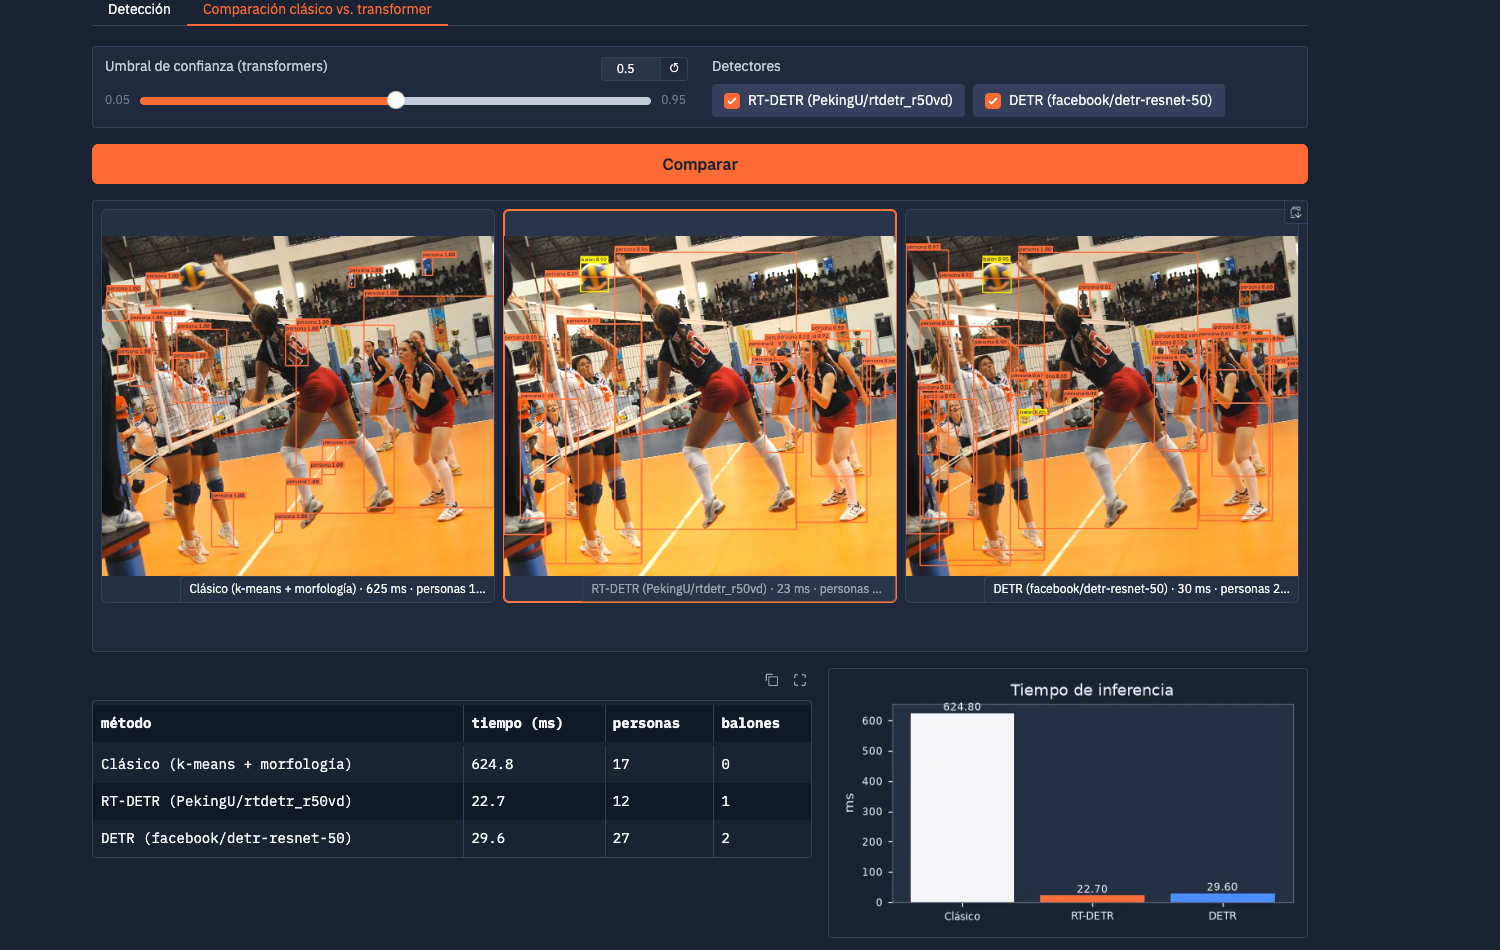 Detección
Comparación clásico vs. transformer
Umbral de confianza (transformers)
0.5
Detectores
0.05
0.95
RT-DETR (PekingU/rtdetr_r50vd)
DETR (facebook/detr-resnet-50)
Comparar
Clásico (k-means + morfología) · 625 ms · personas 1...
RT-DETR (PekingU/rtdetr_r50vd) · 23 ms · personas ...
DETR (facebook/detr-resnet-50) · 30 ms · personas 2...
método tiempo (ms) personas balones
Clásico (k-means + morfología) 624.8 17 0
RT-DETR (PekingU/rtdetr_r50vd) 22.7 12 1
DETR (facebook/detr-resnet-50) 29.6 27 2
Tiempo de inferencia
ms
600
500
400
300
200
100
0
624.80
22.70
29.60
Clásico
RT-DETR
DETR